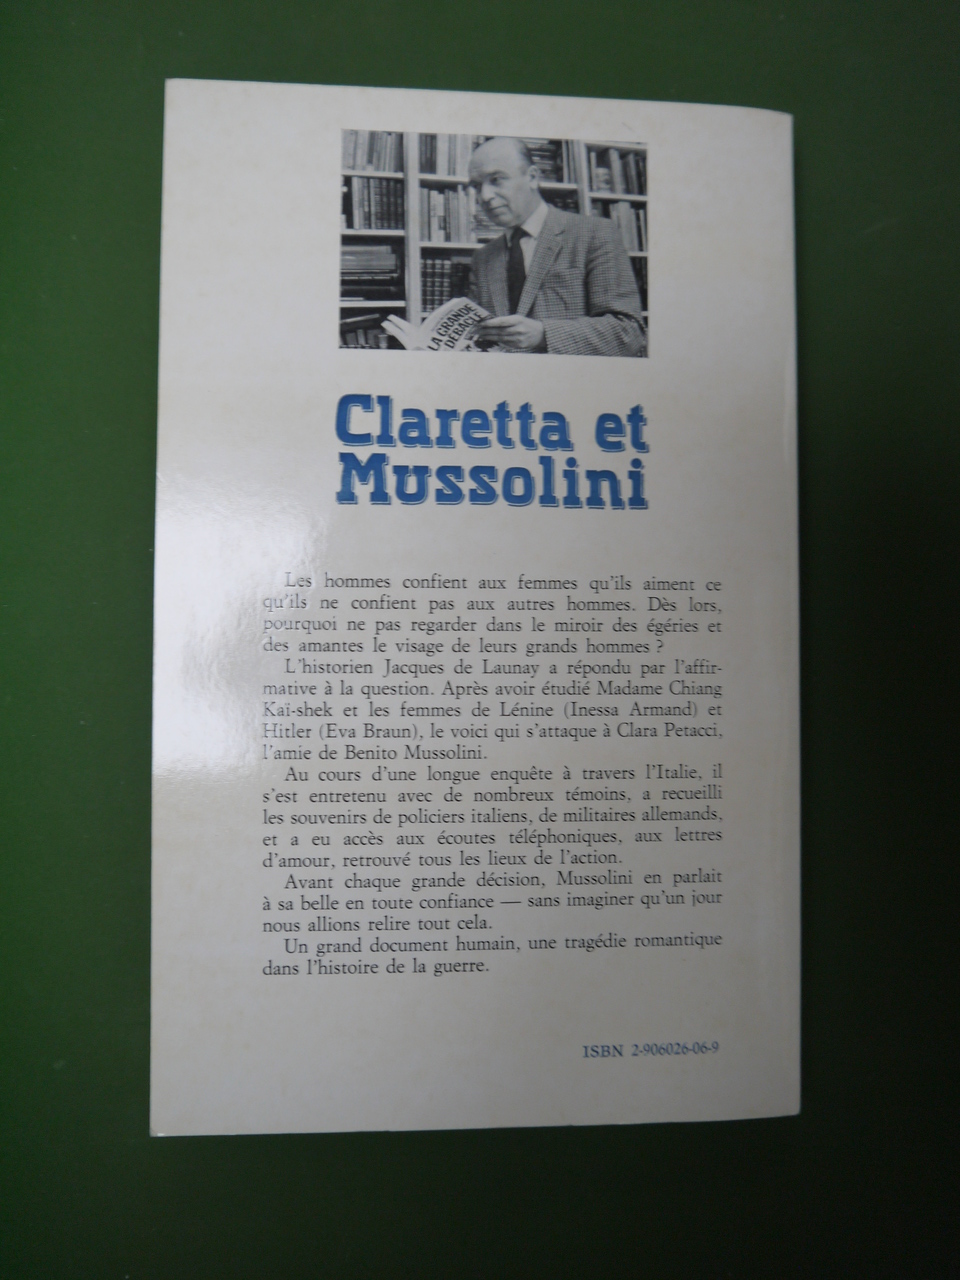 LA GRANDE
DEBACLE
Claretta et
Mussolini
Les hommes confient aux femmes qu'ils aiment ce
qu'ils ne confient pas aux autres hommes. Dès lors,
pourquoi ne pas regarder dans le miroir des égéries et
des amantes le visage de leurs grands hommes ?
L'historien Jacques de Launay a répondu par l'affir-
mative à la question. Après avoir étudié Madame Chiang
Kaï-shek et les femmes de Lénine (Inessa Armand) et
Hitler (Eva Braun), le voici qui s'attaque à Clara Petacci,
l'amie de Benito Mussolini.
Au cours d'une longue enquête à travers l'Italie, il
s'est entretenu avec de nombreux témoins, a recueilli
les souvenirs de policiers italiens, de militaires allemands,
et a eu accès aux écoutes téléphoniques, aux lettres
d'amour, retrouvé tous les lieux de l'action.
Avant chaque grande décision, Mussolini en parlait
à sa belle en toute confiance — sans imaginer qu'un jour
nous allions relire tout cela.
Un grand document humain, une tragédie romantique
dans l'histoire de la guerre.
ISBN 2-906026-06-9